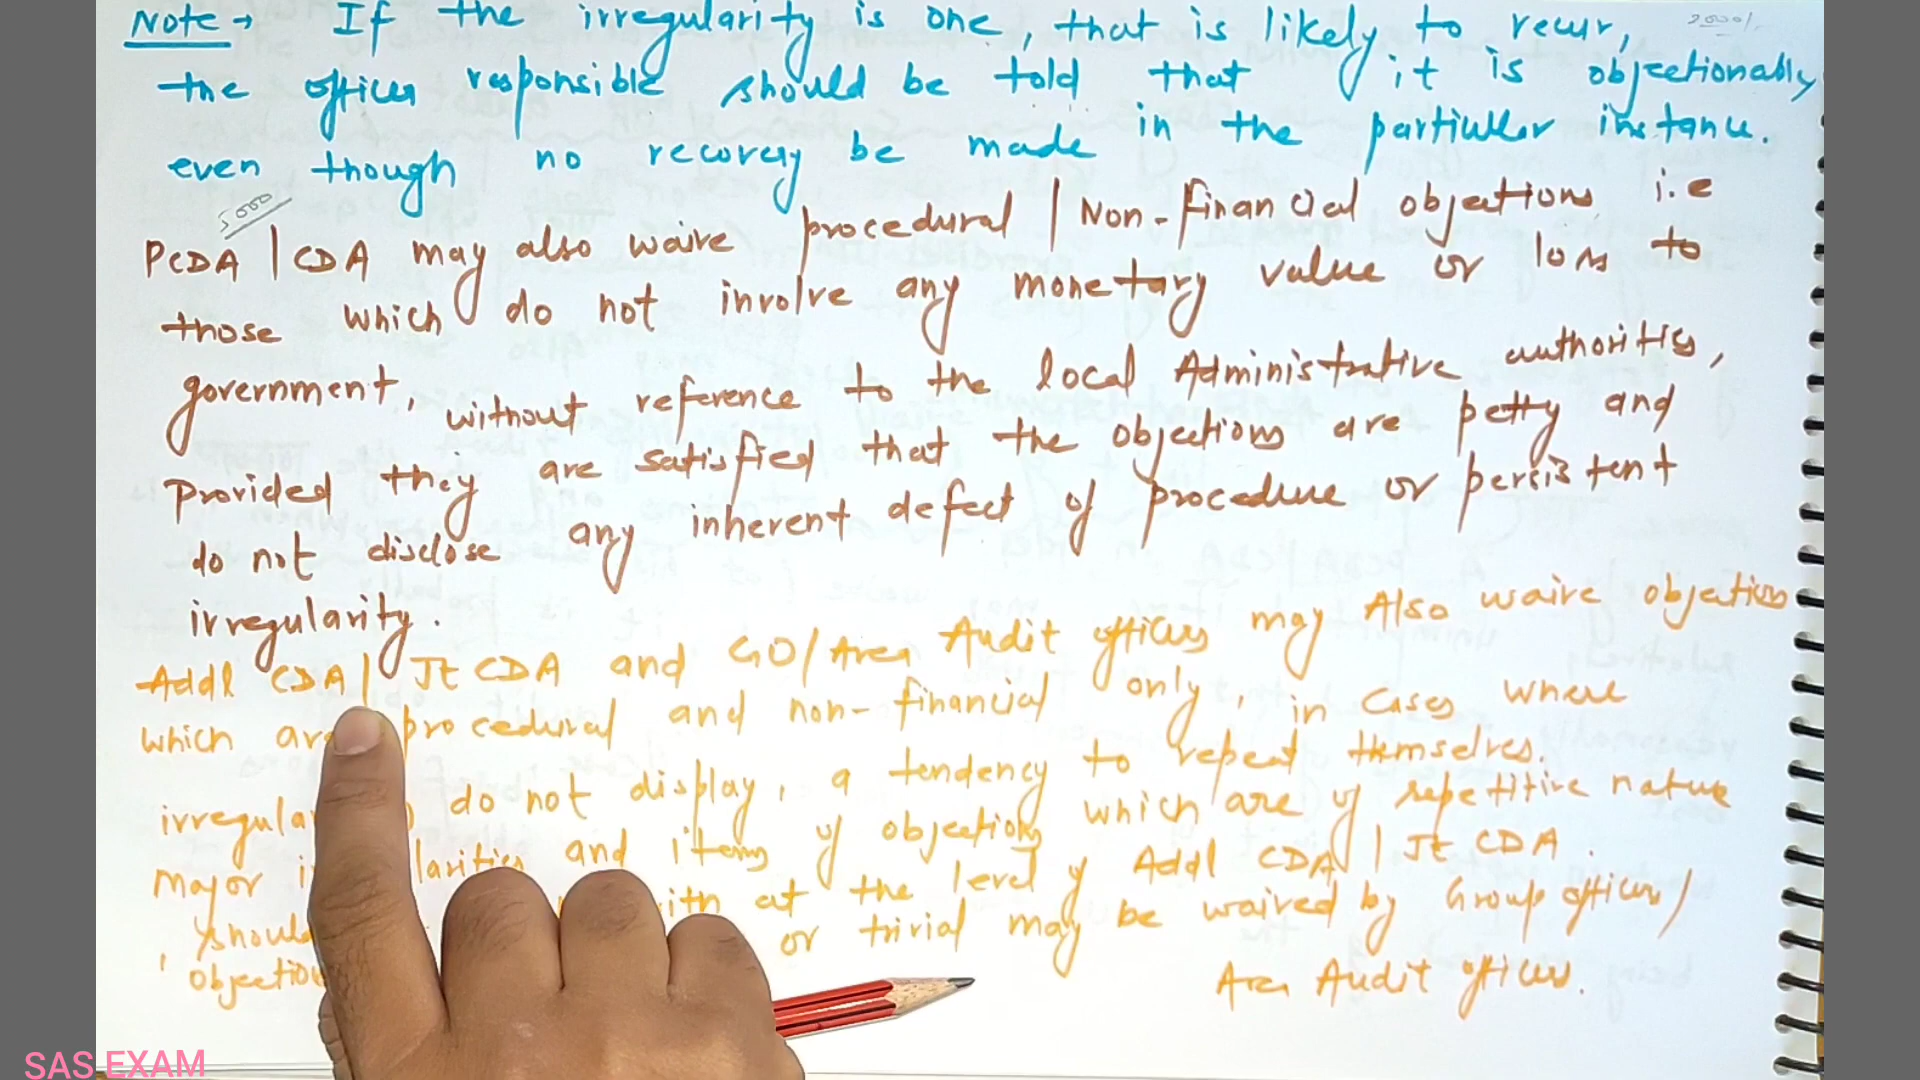 Note → If the irregularity is one, that is likely to recur,
the officer responsible should be told that it is objectionably
even though no recovery be made in the particular instance.
5000
PCDA / CDA may also waive procedural / Non-financial objections i.e
those which do not involve any monetary value or loss to
government, without reference to the local Administrative authorities,
provided they are satisfied that the objections are petty and
do not disclose any inherent defect of procedure or persistent
irregularity.
Addl CDA / Jt CDA and GO/Area Audit officers may Also waive objections
which are procedural and non-financial only, in cases where
do not display, a tendency to repeat themselves.
Major and items of objections which are of repetitive nature
should at the level of Addl CDA / Jt CDA.
or trivial may be waived by Group officers/
Area Audit officers.
SAS EXAM